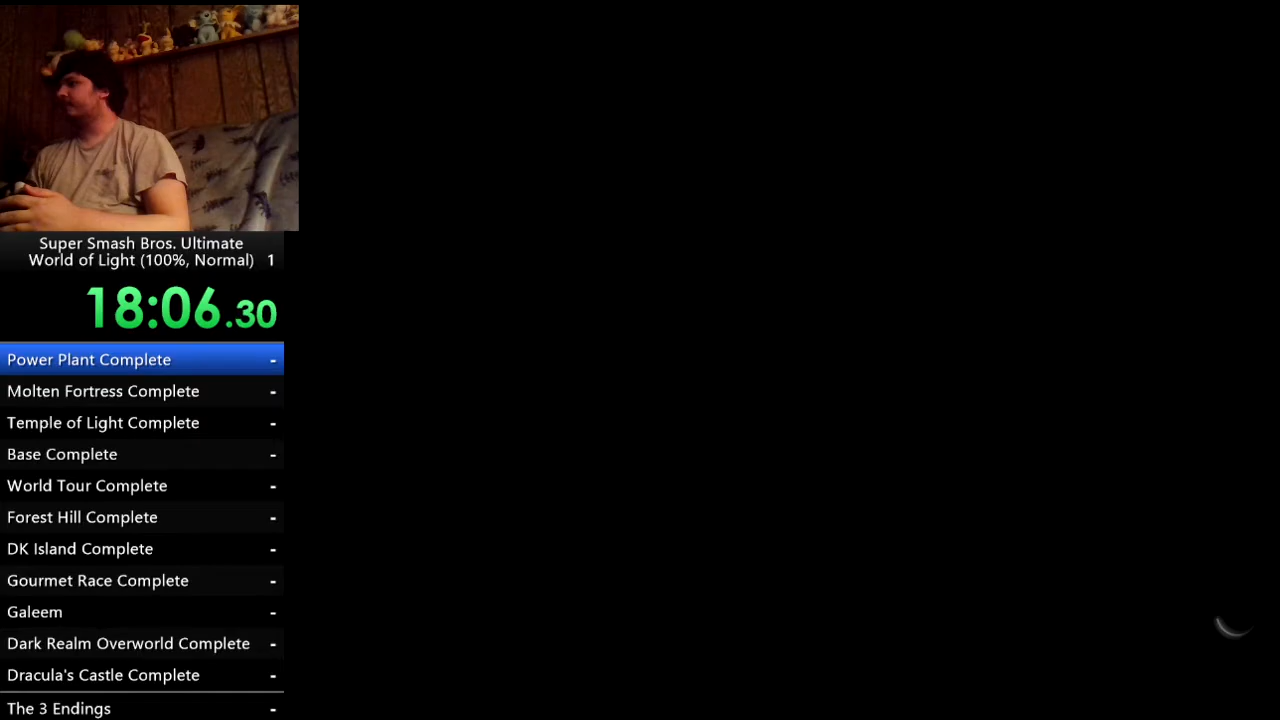 Super Smash Bros. Ultimate
World of Light (100%, Normal) 1
18:06.30
Power Plant Complete -
Molten Fortress Complete -
Temple of Light Complete -
Base Complete -
World Tour Complete -
Forest Hill Complete -
DK Island Complete -
Gourmet Race Complete -
Galeem -
Dark Realm Overworld Complete -
Dracula's Castle Complete -
The 3 Endings -